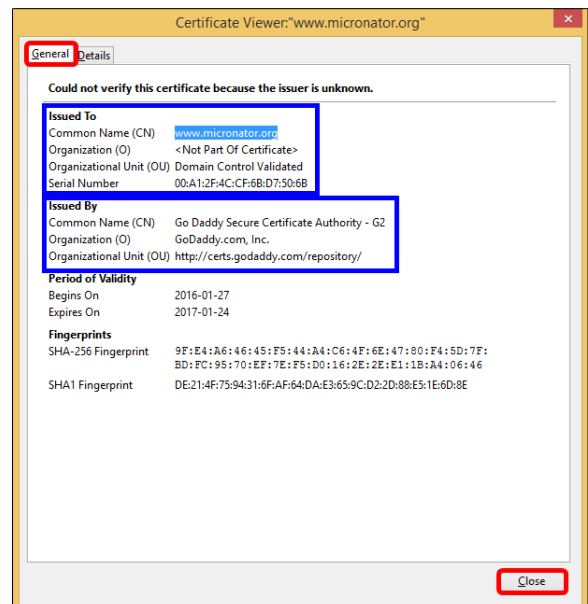 Certificate Viewer:"www.micronator.org"
×
General Details
Could not verify this certificate because the issuer is unknown.
Issued To
Common Name (CN) www.micronator.org
Organization (O) <Not Part Of Certificate>
Organizational Unit (OU) Domain Control Validated
Serial Number 00:A1:2F:4C:CF:6B:D7:50:6B
Issued By
Common Name (CN) Go Daddy Secure Certificate Authority - G2
Organization (O) GoDaddy.com, Inc.
Organizational Unit (OU) http://certs.godaddy.com/repository/
Period of Validity
Begins On 2016-01-27
Expires On 2017-01-24
Fingerprints
SHA-256 Fingerprint 9F:E4:A6:46:45:F5:44:A4:C6:4F:6E:47:80:F4:5D:7F:
BD:FC:95:70:EF:7E:F5:D0:16:2E:2E:E1:1B:A4:06:46
SHA1 Fingerprint DE:21:4F:75:94:31:6F:AF:64:DA:E3:65:9C:D2:2D:88:E5:1E:6D:8E
Close